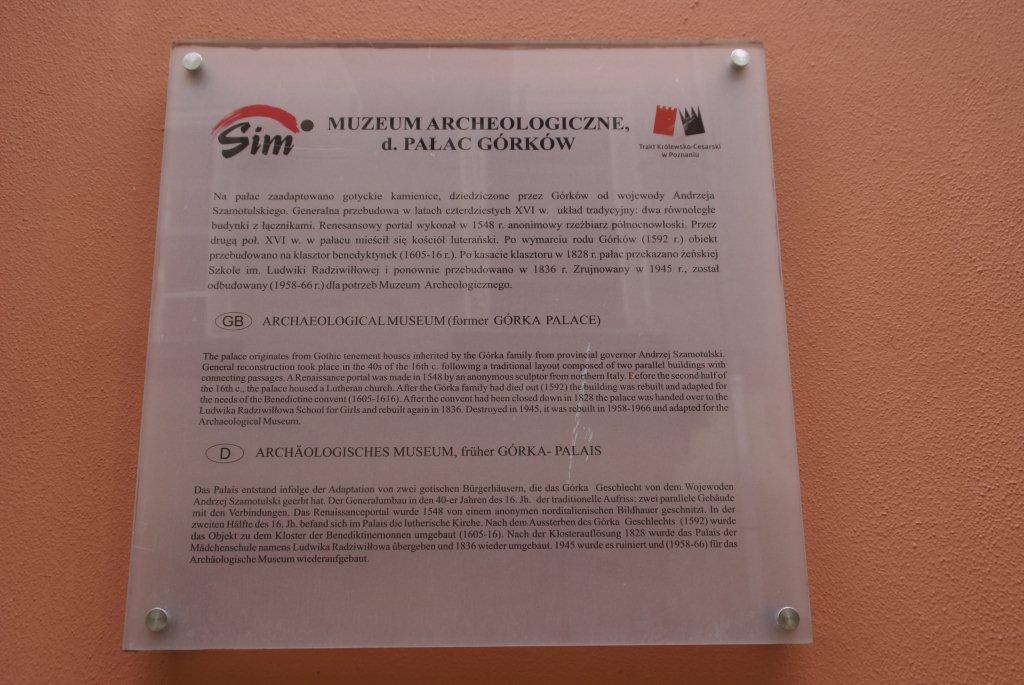 Sim
MUZEUM ARCHEOLOGICZNE,
d. PAŁAC GÓRKÓW
Trakt Królewsko-Cesarski
w Poznaniu
Na pałac zaadaptowano gotyckie kamienice, dziedziczone przez Górków od wojewody Andrzeja
Szamotulskiego. Generalna przebudowa w latach czterdziestych XVI w. układ tradycyjny: dwa równoległe
budynki z łącznikami. Renesansowy portal wykonał w 1548 r. anonimowy rzeźbiarz północnowłoski. Przez
drugą poł. XVI w. w pałacu mieścił się kościół luterański. Po wymarciu rodu Górków (1592 r.) obiekt
przebudowano na klasztor benedyktynek (1605-16 r.). Po kasacie klasztoru w 1828 r. pałac przekazano żeńskiej
Szkole im. Ludwiki Radziwiłłowej i ponownie przebudowano w 1836 r. Zrujnowany w 1945 r., został
odbudowany (1958-66 r.) dla potrzeb Muzeum Archeologicznego.
GB ARCHAEOLOGICAL MUSEUM (former GÓRKA PALACE)
The palace originates from Gothic tenement houses inherited by the Górka family from provincial governor Andrzej Szamotulski.
General reconstruction took place in the 40s of the 16th c. following a traditional layout composed of two parallel buildings with
connecting passages. A Renaissance portal was made in 1548 by an anonymous sculptor from northern Italy. Before the second half of
the 16th c., the palace housed a Lutheran church. After the Górka family had died out (1592) the building was rebuilt and adapted for
the needs of the Benedictine convent (1605-1616). After the convent had been closed down in 1828 the palace was handed over to the
Ludwika Radziwiłłowa School for Girls and rebuilt again in 1836. Destroyed in 1945, it was rebuilt in 1958-1966 and adapted for the
Archaeological Museum.
D ARCHÄOLOGISCHES MUSEUM, früher GÓRKA- PALAIS
Das Palais entstand infolge der Adaptation von zwei gotischen Bürgerhäusern, die das Górka Geschlecht von dem Wojewoden
Andrzej Szamotulski geerbt hat. Der Generalumbau in den 40-er Jahren des 16. Jh. der traditionelle Aufriss: zwei parallele Gebäude
mit den Verbindungen. Das Renaissanceportal wurde 1548 von einem anonymen norditalienischen Bildhauer geschnitzt. In der
zweiten Hälfte des 16. Jh. befand sich im Palais die lutherische Kirche. Nach dem Aussterben des Górka Geschlechts (1592) wurde
das Objekt zu dem Kloster der Benediktinernonnen umgebaut (1605-16). Nach der Klosterauflösung 1828 wurde das Palais der
Mädchenschule namens Ludwika Radziwiłłowa übergeben und 1836 wieder umgebaut. 1945 wurde es ruiniert und (1958-66) für das
Archäologische Museum wiederaufgebaut.